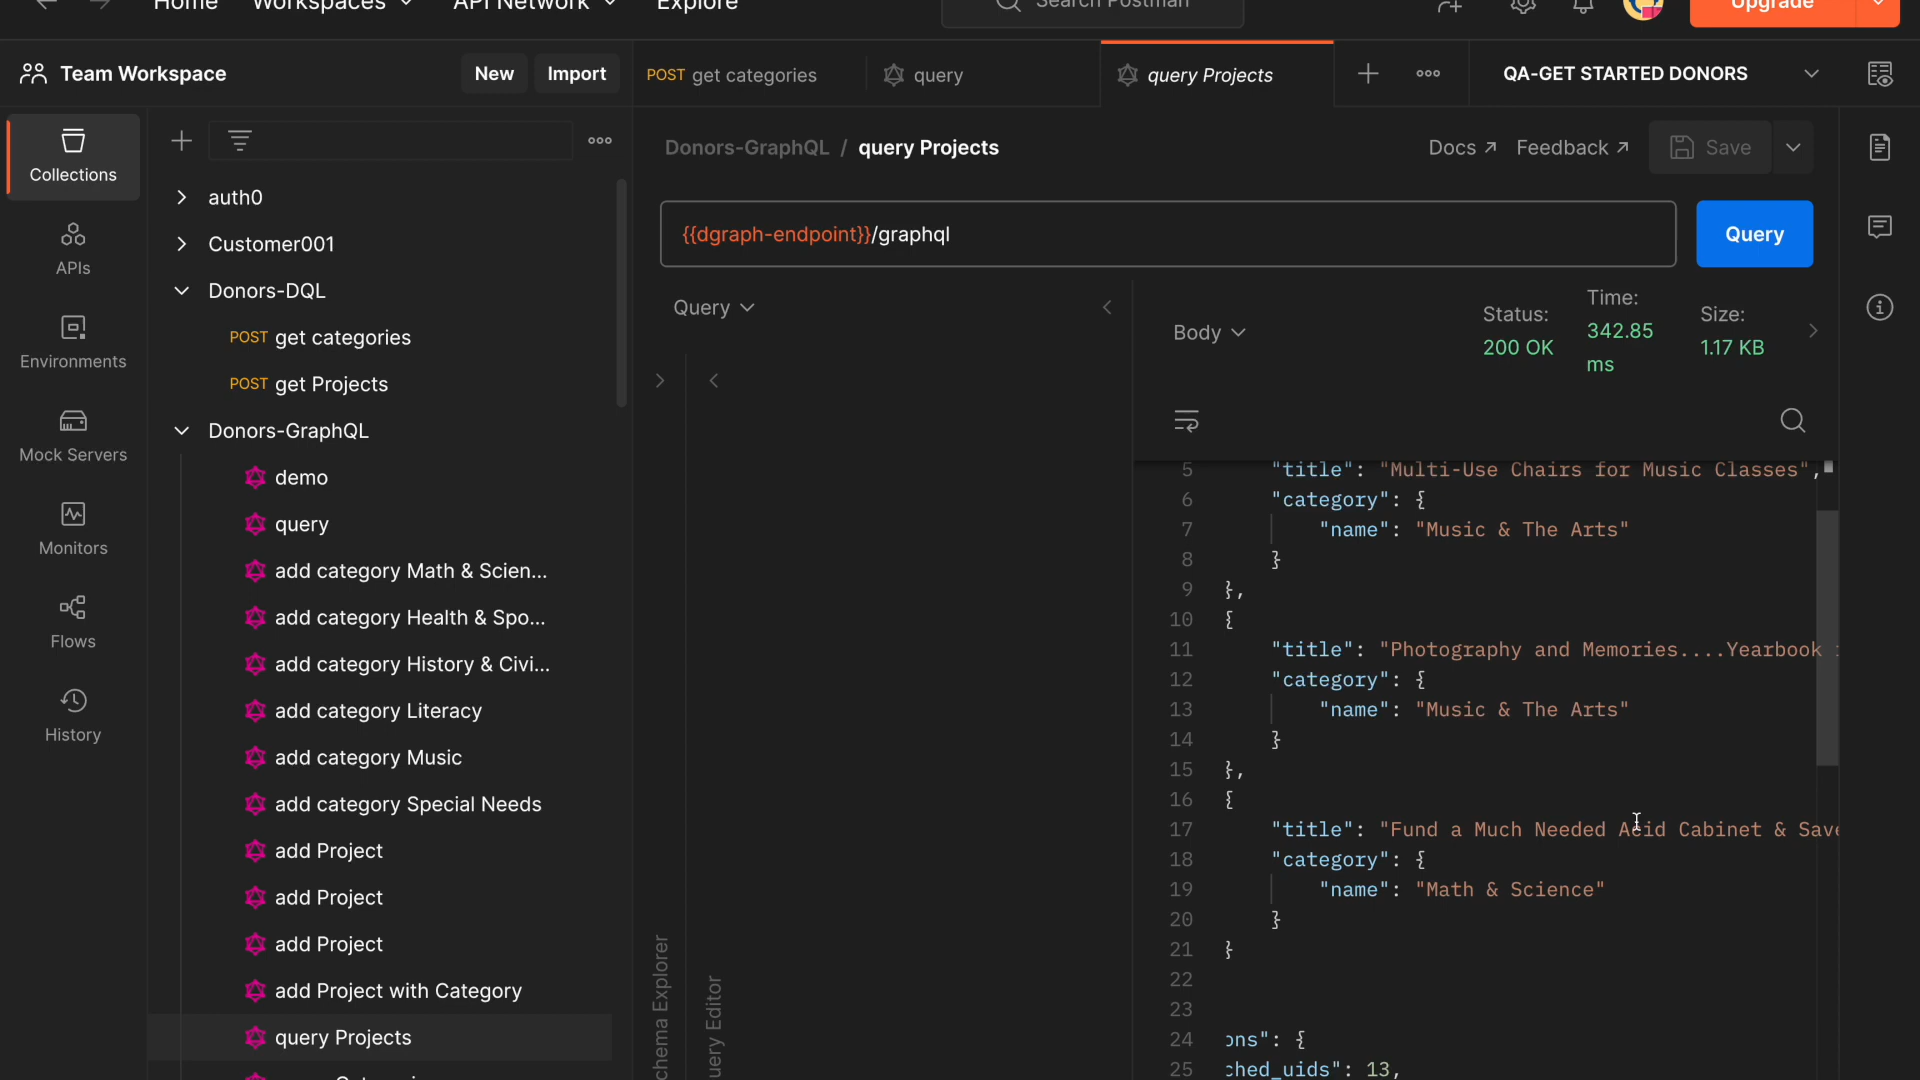 Home Workspaces API Network Explore Search Postman Upgrade
Team Workspace New Import POST get categories query query Projects QA-GET STARTED DONORS
Collections
APIs
Environments
Mock Servers
Monitors
Flows
History
auth0
Customer001
Donors-DQL
POST get categories
POST get Projects
Donors-GraphQL
demo
query
add category Math & Scien...
add category Health & Spo...
add category History & Civi...
add category Literacy
add category Music
add category Special Needs
add Project
add Project
add Project
add Project with Category
query Projects
Donors-GraphQL / query Projects Docs ↗ Feedback ↗ Save
{{dgraph-endpoint}}/graphql Query
Query
chema Explorer
uery Editor
Body Status: 200 OK Time: 342.85 ms Size: 1.17 KB
5 "title": "Multi-Use Chairs for Music Classes",
6 "category": {
7 "name": "Music & The Arts"
8 }
9 },
10 {
11 "title": "Photography and Memories....Yearbook
12 "category": {
13 "name": "Music & The Arts"
14 }
15 },
16 {
17 "title": "Fund a Much Needed Acid Cabinet & Save
18 "category": {
19 "name": "Math & Science"
20 }
21 }
22
23
24 ons": {
25 ched_uids": 13,